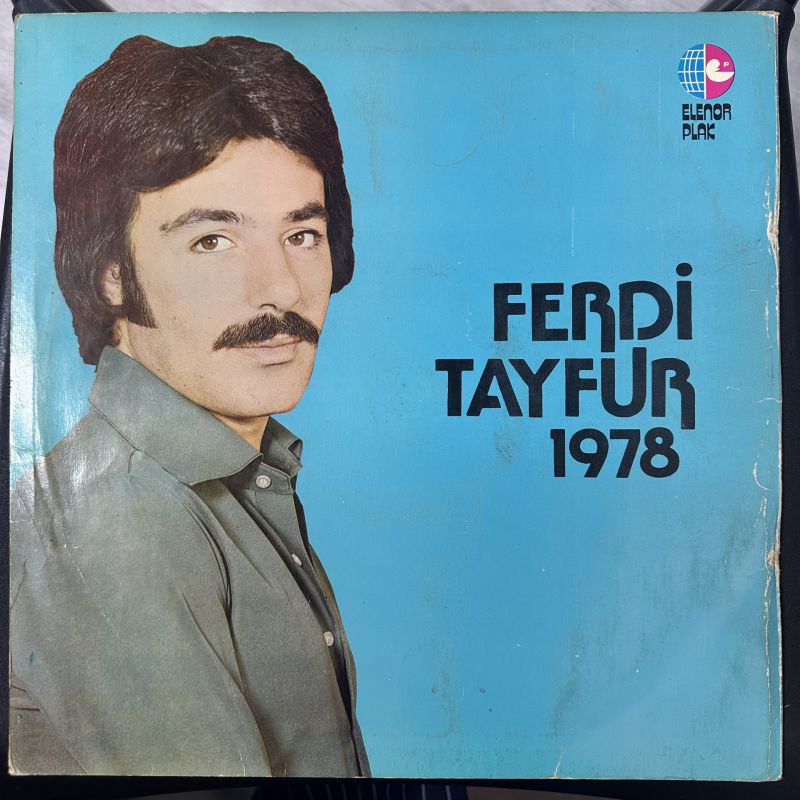 ELENOR
PLAK
FERDİ
TAYFUR
1978